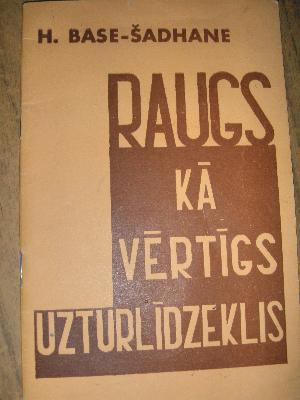 H. BASE-ŠADHANE
RAUGS
KĀ
VĒRTĪGS
UZTURLĪDZEKLIS